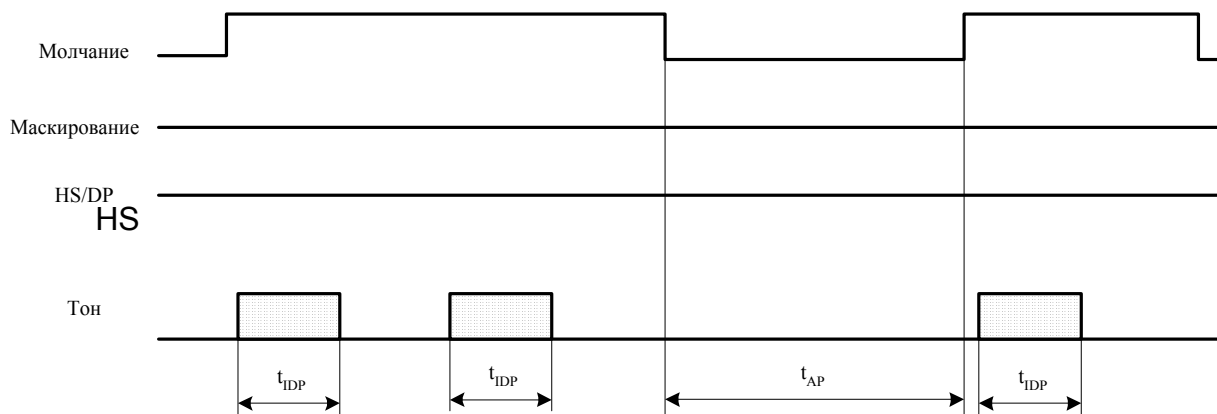 Молчание
Маскирование
HS/DP
HS
Тон
tIDP
tIDP
tAP
tIDP